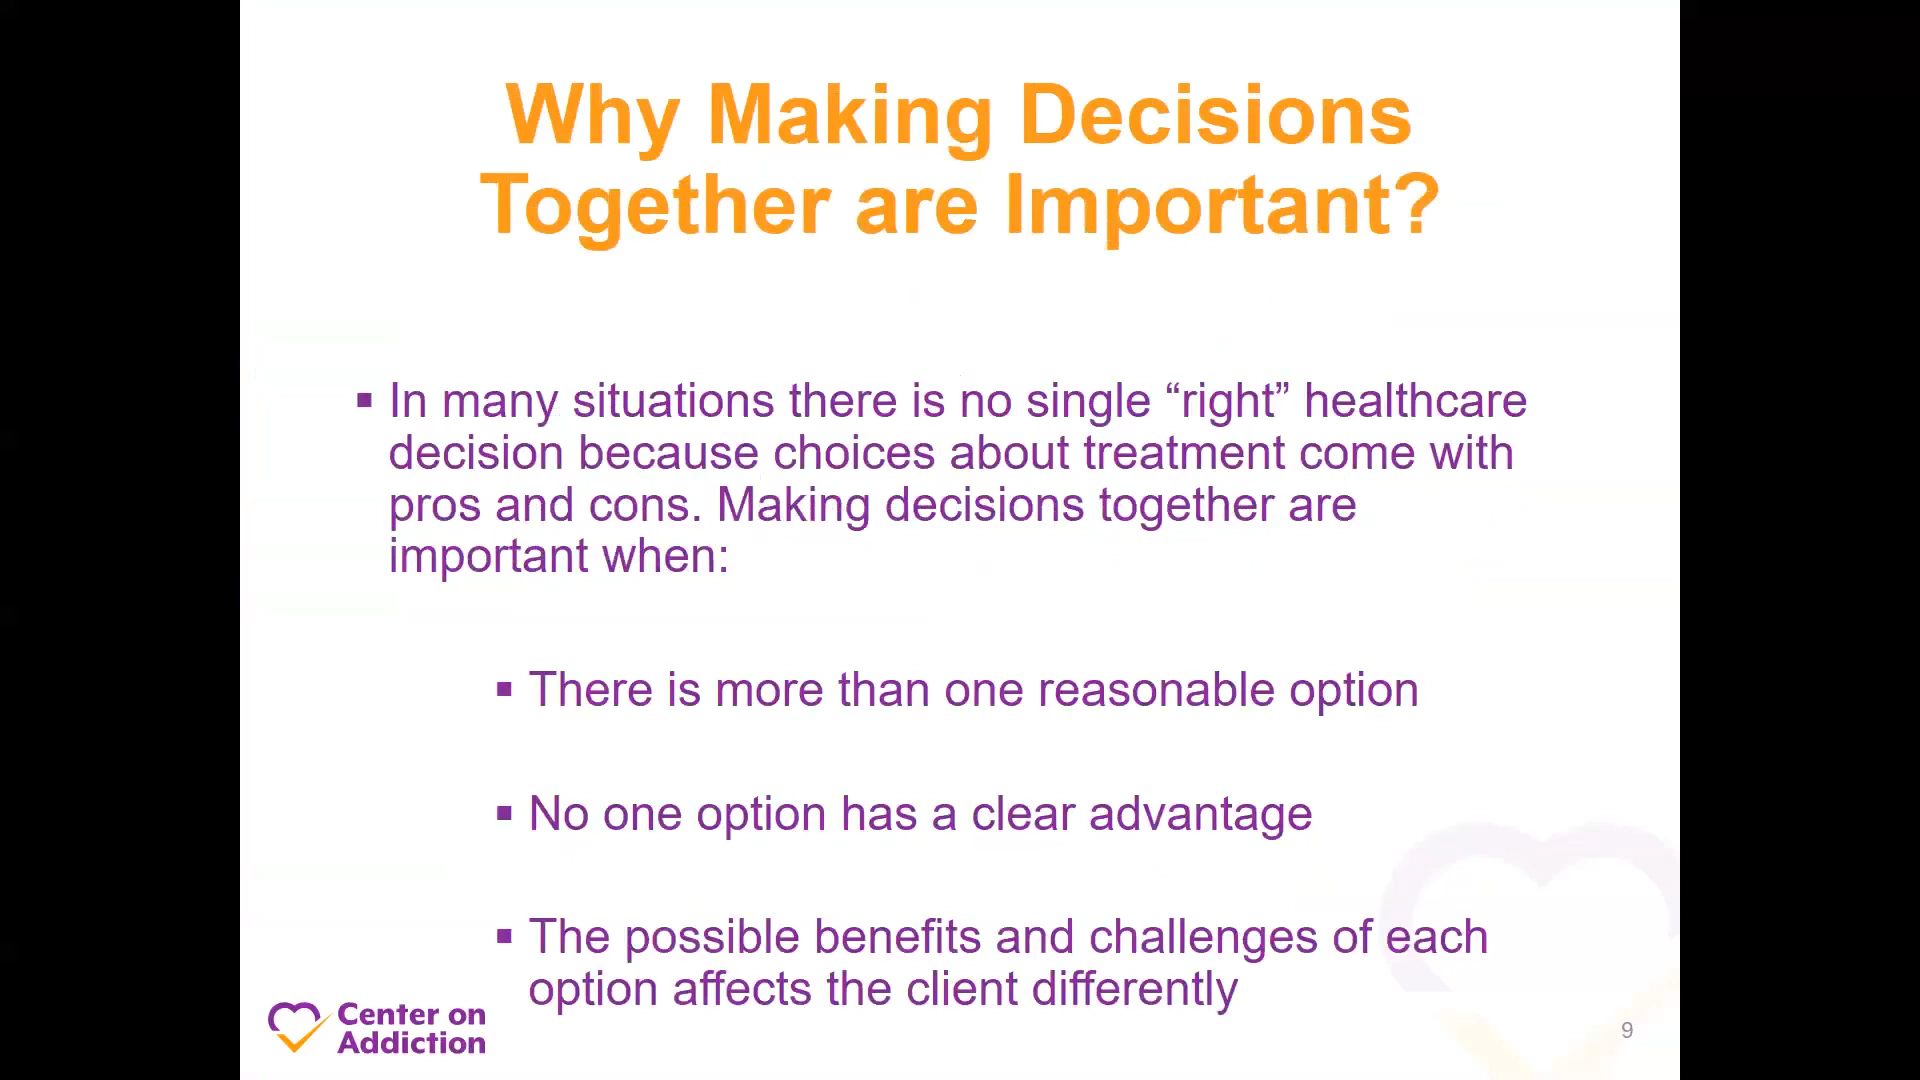 Why Making Decisions
Together are Important?
▪ In many situations there is no single “right” healthcare
decision because choices about treatment come with
pros and cons. Making decisions together are
important when:
▪ There is more than one reasonable option
▪ No one option has a clear advantage
▪ The possible benefits and challenges of each
option affects the client differently
Center on
Addiction
9